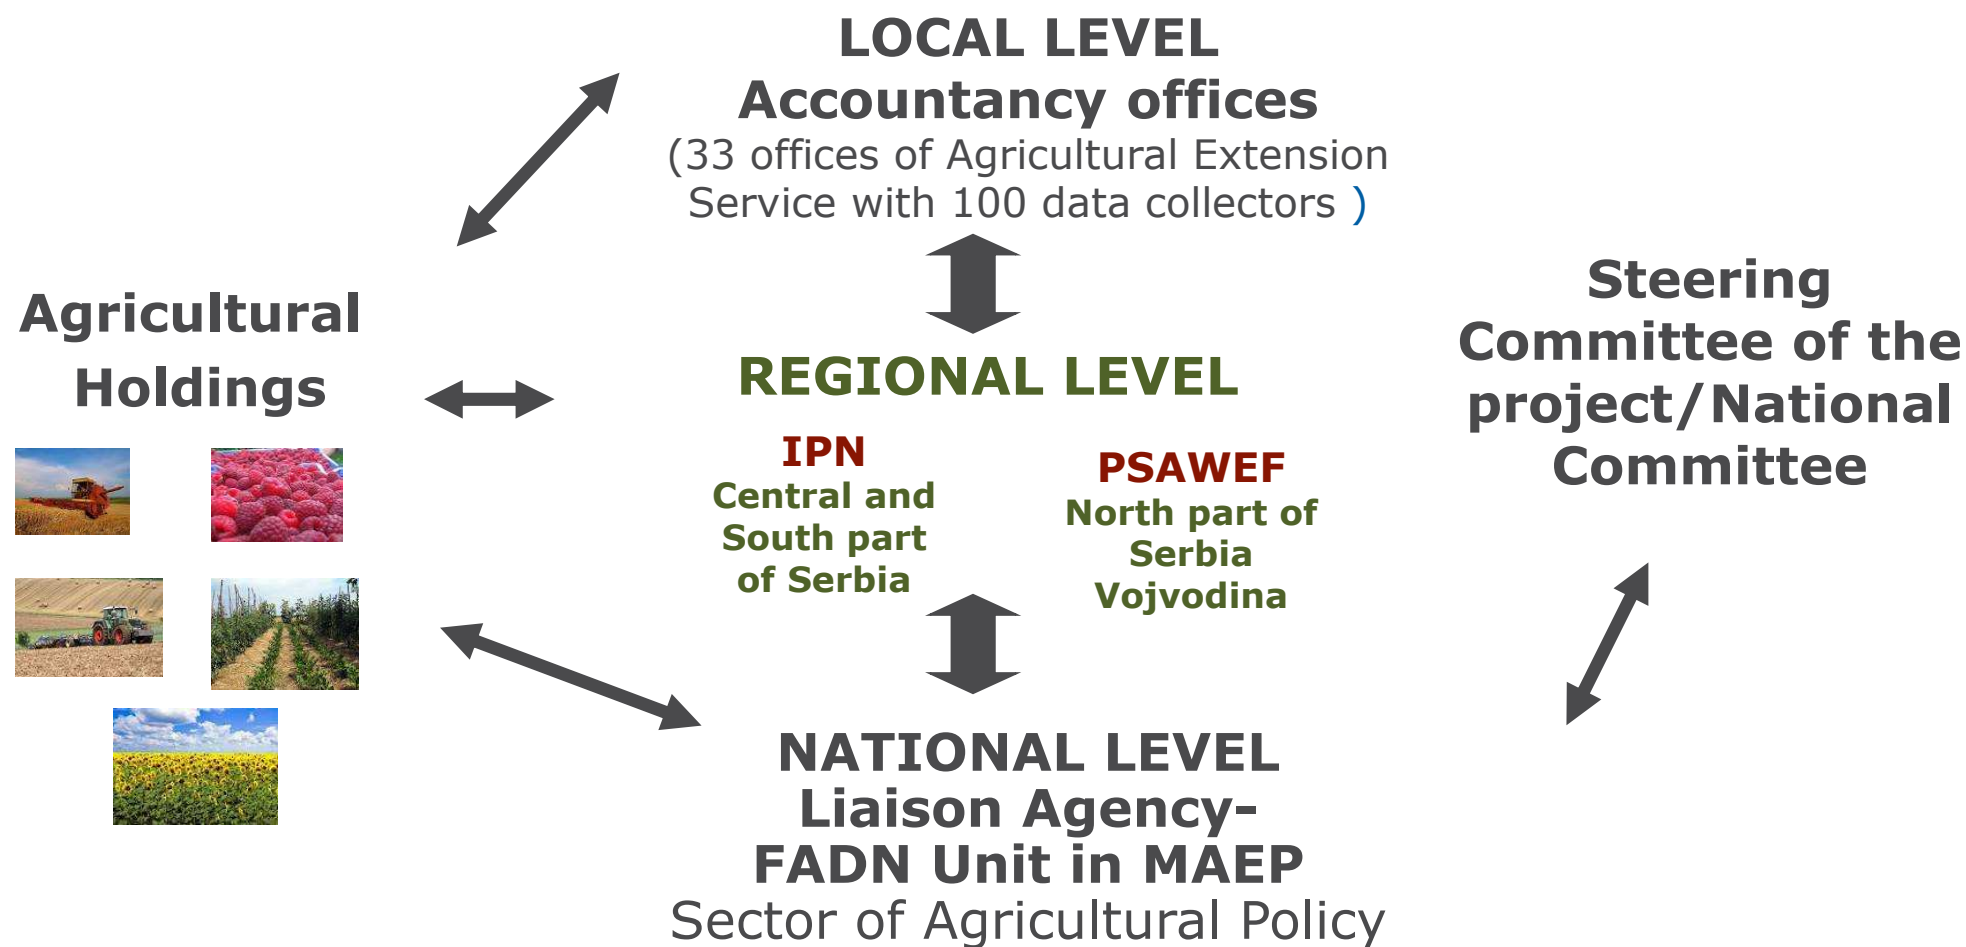 LOCAL LEVEL
Accountancy offices
(33 offices of Agricultural Extension
Service with 100 data collectors )
Agricultural
Holdings
REGIONAL LEVEL
IPN
Central and
South part
of Serbia
PSAWEF
North part of
Serbia
Vojvodina
Steering
Committee of the
project/National
Committee
NATIONAL LEVEL
Liaison Agency-
FADN Unit in MAEP
Sector of Agricultural Policy